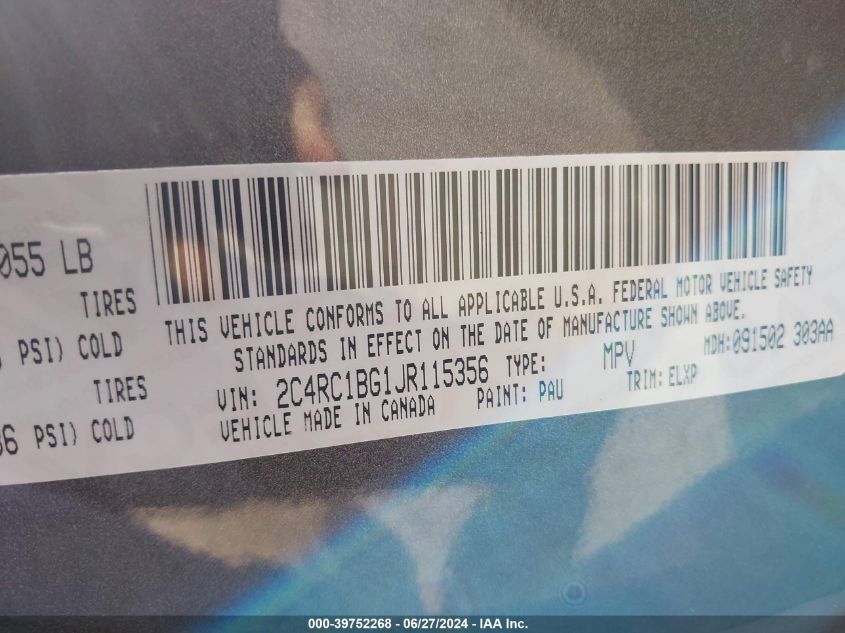 055 LB
TIRES
PSI) COLD
TIRES
36 PSI) COLD
THIS VEHICLE CONFORMS TO ALL APPLICABLE U.S.A. FEDERAL MOTOR VEHICLE SAFETY
STANDARDS IN EFFECT ON THE DATE OF MANUFACTURE SHOWN ABOVE.
VIN: 2C4RC1BG1JR115356 TYPE: MPV MDH:091502 303AA
VEHICLE MADE IN CANADA PAINT: PAU TRIM: ELXP
000-39752268 - 06/27/2024 - IAA Inc.